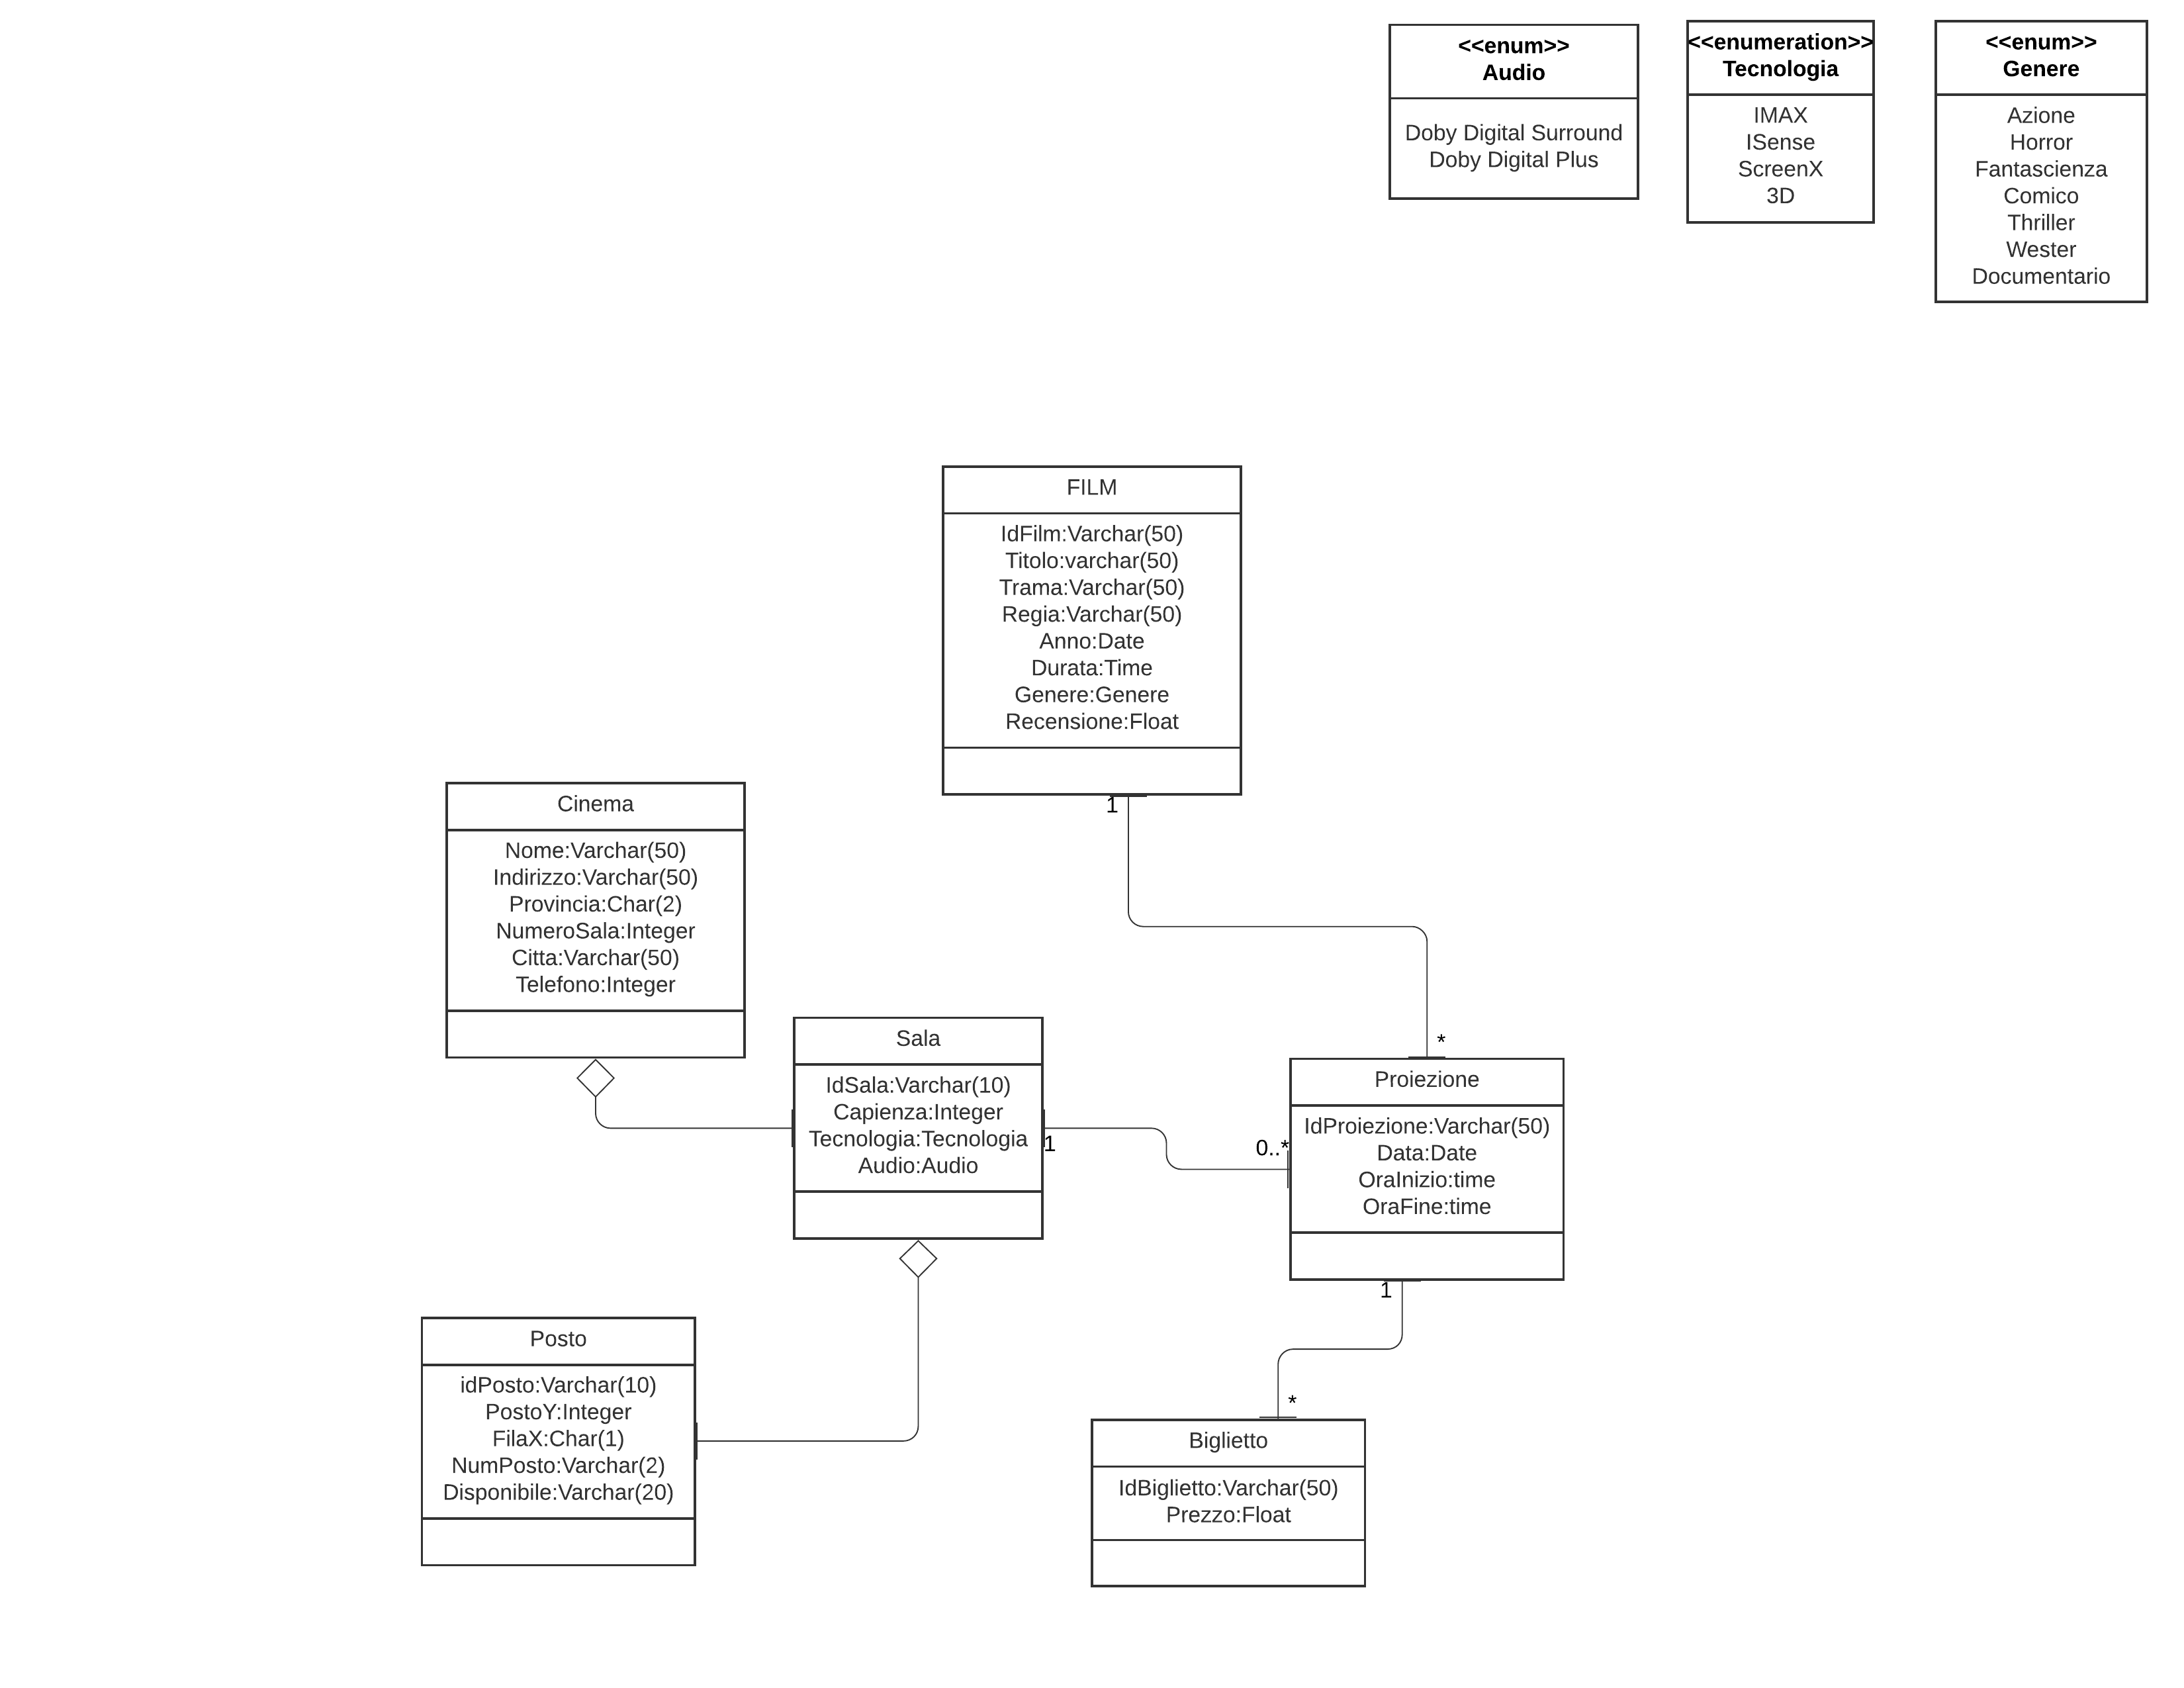 <<enum>>
Audio
Doby Digital Surround
Doby Digital Plus
<<enumeration>>
Tecnologia
IMAX
ISense
ScreenX
3D
<<enum>>
Genere
Azione
Horror
Fantascienza
Comico
Thriller
Wester
Documentario
FILM
IdFilm:Varchar(50)
Titolo:varchar(50)
Trama:Varchar(50)
Regia:Varchar(50)
Anno:Date
Durata:Time
Genere:Genere
Recensione:Float
1
*
Cinema
Nome:Varchar(50)
Indirizzo:Varchar(50)
Provincia:Char(2)
NumeroSala:Integer
Citta:Varchar(50)
Telefono:Integer
Sala
IdSala:Varchar(10)
Capienza:Integer
Tecnologia:Tecnologia
Audio:Audio
1
0..*
Proiezione
IdProiezione:Varchar(50)
Data:Date
OraInizio:time
OraFine:time
1
*
Posto
idPosto:Varchar(10)
PostoY:Integer
FilaX:Char(1)
NumPosto:Varchar(2)
Disponibile:Varchar(20)
Biglietto
IdBiglietto:Varchar(50)
Prezzo:Float